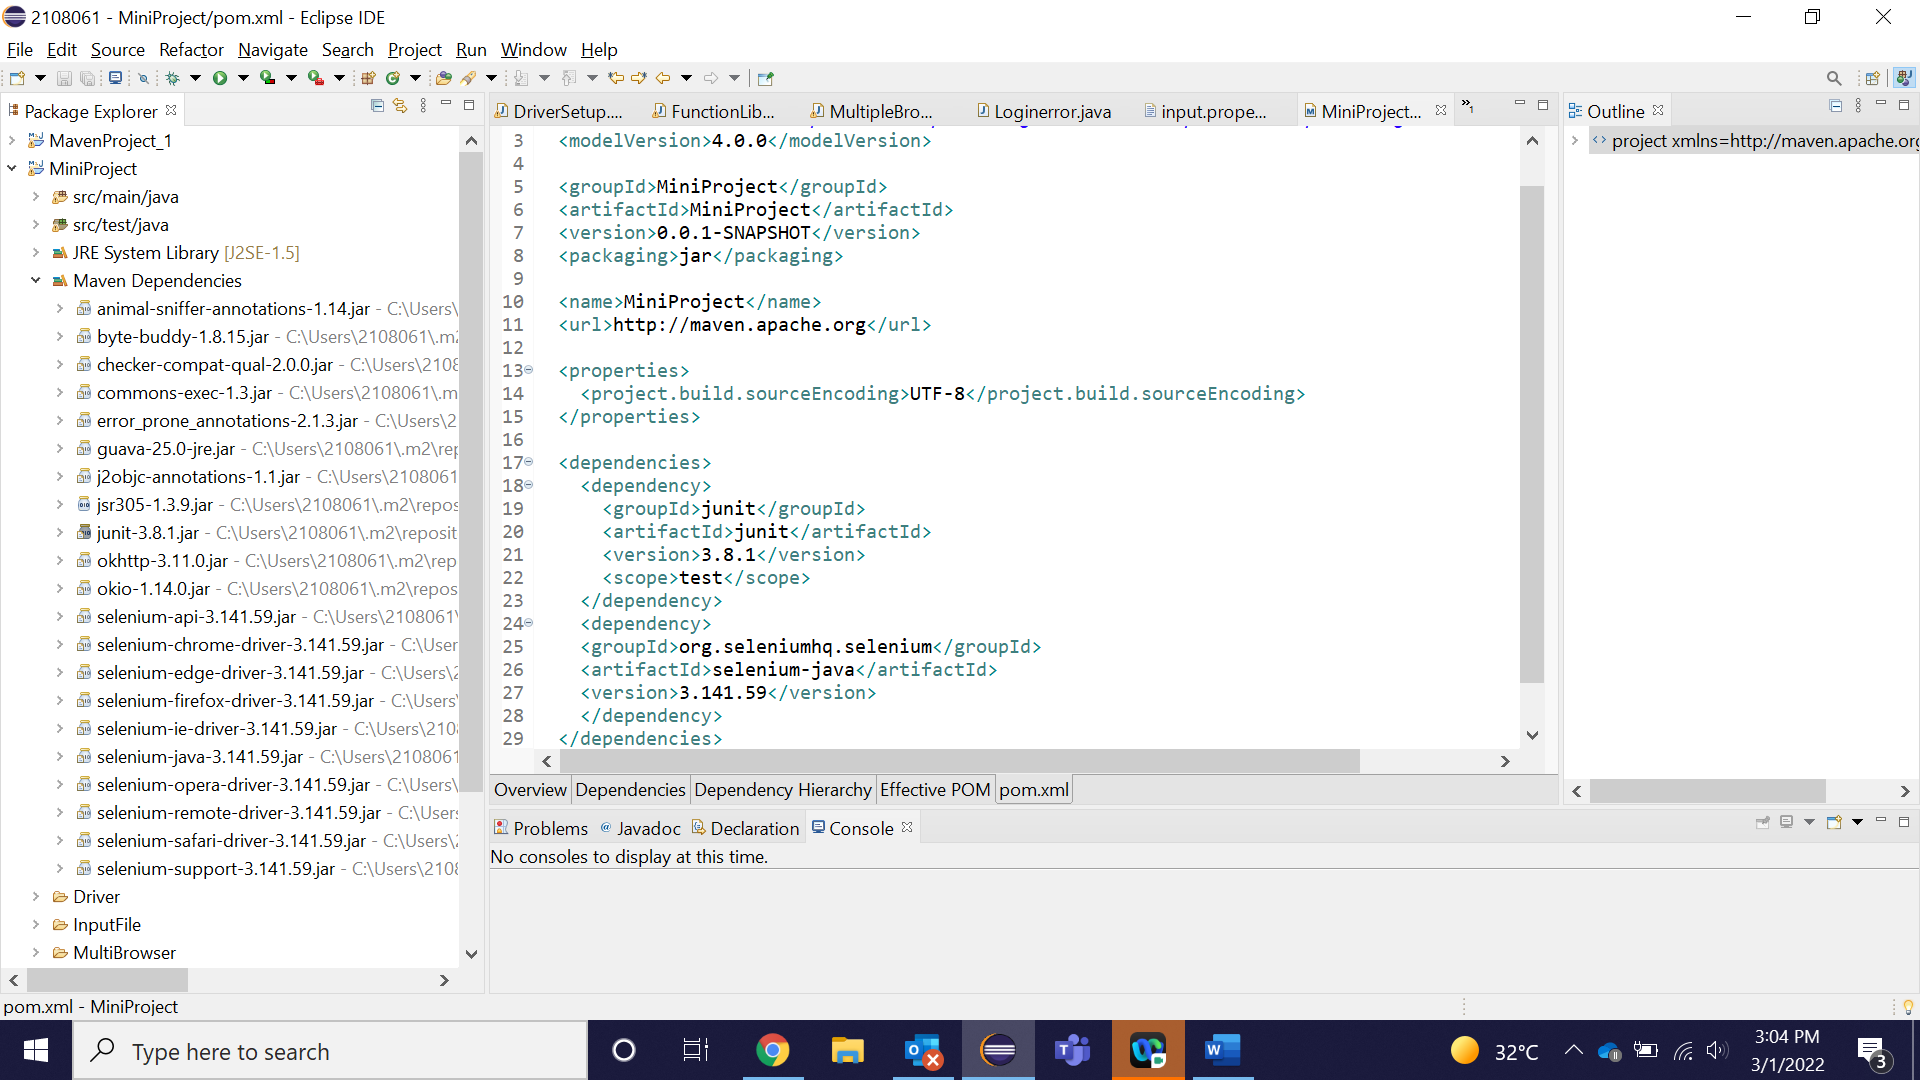 2108061 - MiniProject/pom.xml - Eclipse IDE
File Edit Source Refactor Navigate Search Project Run Window Help
Package Explorer
MavenProject_1
MiniProject
src/main/java
src/test/java
JRE System Library [J2SE-1.5]
Maven Dependencies
animal-sniffer-annotations-1.14.jar - C:\Users\
byte-buddy-1.8.15.jar - C:\Users\2108061\.m2
checker-compat-qual-2.0.0.jar - C:\Users\2108
commons-exec-1.3.jar - C:\Users\2108061\.m
error_prone_annotations-2.1.3.jar - C:\Users\2
guava-25.0-jre.jar - C:\Users\2108061\.m2\rep
j2objc-annotations-1.1.jar - C:\Users\2108061
jsr305-1.3.9.jar - C:\Users\2108061\.m2\repos
junit-3.8.1.jar - C:\Users\2108061\.m2\reposit
okhttp-3.11.0.jar - C:\Users\2108061\.m2\rep
okio-1.14.0.jar - C:\Users\2108061\.m2\repos
selenium-api-3.141.59.jar - C:\Users\2108061\
selenium-chrome-driver-3.141.59.jar - C:\User
selenium-edge-driver-3.141.59.jar - C:\Users\2
selenium-firefox-driver-3.141.59.jar - C:\Users\
selenium-ie-driver-3.141.59.jar - C:\Users\210
selenium-java-3.141.59.jar - C:\Users\2108061
selenium-opera-driver-3.141.59.jar - C:\Users\
selenium-remote-driver-3.141.59.jar - C:\User
selenium-safari-driver-3.141.59.jar - C:\Users\
selenium-support-3.141.59.jar - C:\Users\2108
Driver
InputFile
MultiBrowser
DriverSetup.... FunctionLib... MultipleBro... Loginerror.java input.prope... MiniProject... »1
3 <modelVersion>4.0.0</modelVersion>
4
5 <groupId>MiniProject</groupId>
6 <artifactId>MiniProject</artifactId>
7 <version>0.0.1-SNAPSHOT</version>
8 <packaging>jar</packaging>
9
10 <name>MiniProject</name>
11 <url>http://maven.apache.org</url>
12
13 <properties>
14 <project.build.sourceEncoding>UTF-8</project.build.sourceEncoding>
15 </properties>
16
17 <dependencies>
18 <dependency>
19 <groupId>junit</groupId>
20 <artifactId>junit</artifactId>
21 <version>3.8.1</version>
22 <scope>test</scope>
23 </dependency>
24 <dependency>
25 <groupId>org.seleniumhq.selenium</groupId>
26 <artifactId>selenium-java</artifactId>
27 <version>3.141.59</version>
28 </dependency>
29 </dependencies>
Overview Dependencies Dependency Hierarchy Effective POM pom.xml
Outline
project xmlns=http://maven.apache.org
Problems @ Javadoc Declaration Console
No consoles to display at this time.
pom.xml - MiniProject
Type here to search
32°C
3:04 PM
3/1/2022
3